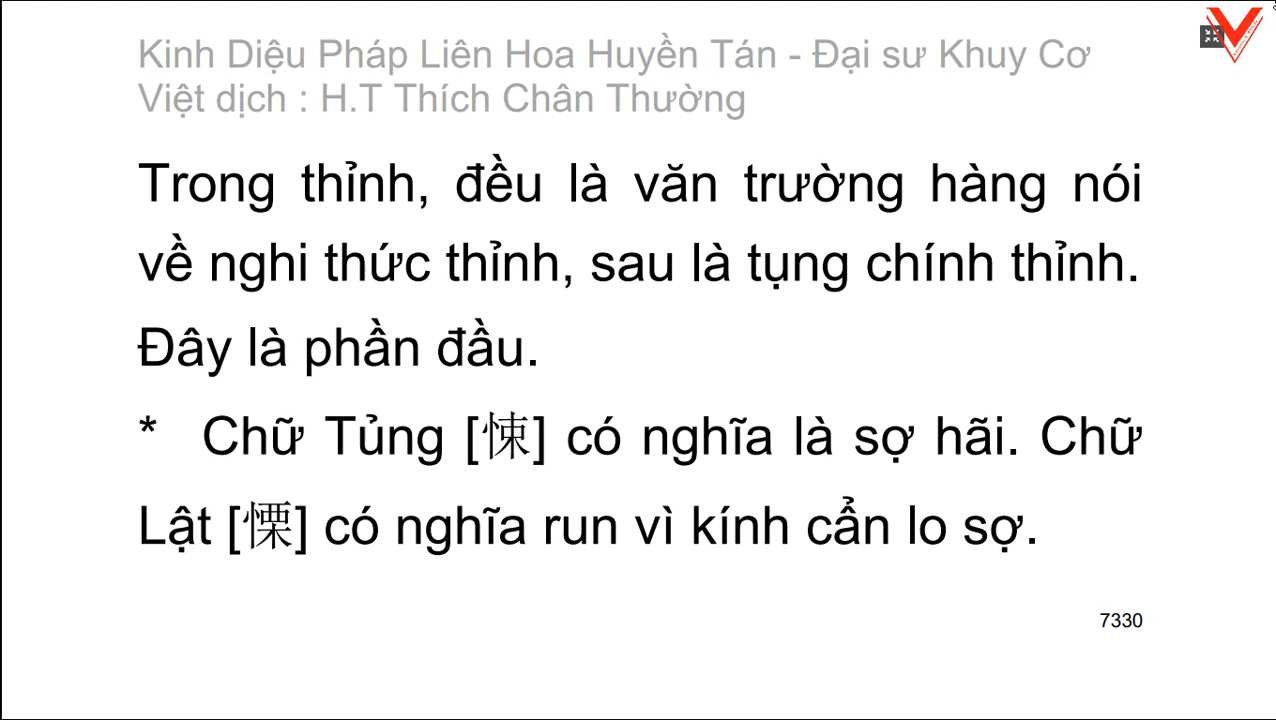 Kinh Diệu Pháp Liên Hoa Huyền Tán - Đại sư Khuy Cơ
Việt dịch : H.T Thích Chân Thường
Trong thỉnh, đều là văn trường hàng nói
về nghi thức thỉnh, sau là tụng chính thỉnh.
Đây là phần đầu.
* Chữ Tủng [悚] có nghĩa là sợ hãi. Chữ
Lật [慄] có nghĩa run vì kính cẩn lo sợ.
7330